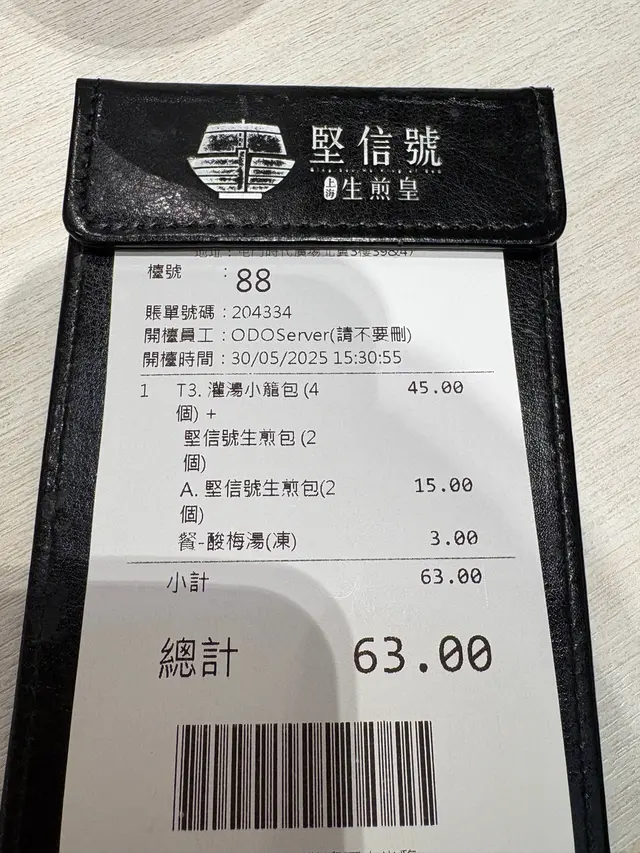 堅信號
上海
生煎皇
檯號 : 88
賬單號碼 : 204334
開檯員工 : ODOServer(請不要刪)
開檯時間 : 30/05/2025 15:30:55
1 T3. 灌湯小籠包 (4 45.00
個) +
堅信號生煎包 (2
個)
A. 堅信號生煎包(2 15.00
個)
餐-酸梅湯(凍) 3.00
小計 63.00
總計 63.00